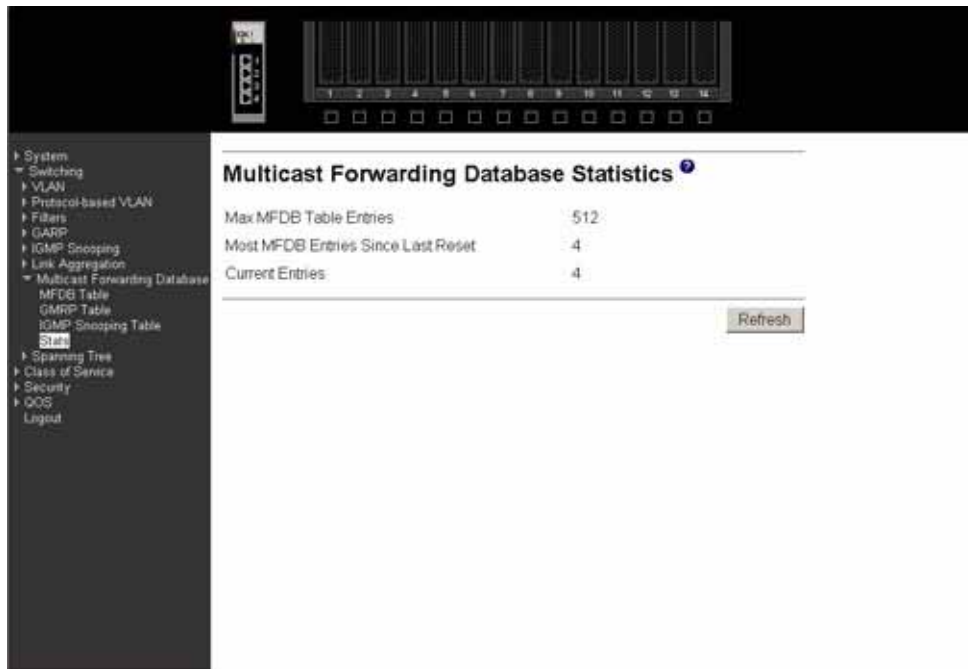 1 2 3 4 5 6 7 8 9 10 11 12 13 14
System
Switching
VLAN
Protocol-based VLAN
Filters
GARP
IGMP Snooping
Link Aggregation
Multicast Forwarding Database
MFDB Table
GMRP Table
IGMP Snooping Table
Stats
Spanning Tree
Class of Service
Security
QOS
Logout
Multicast Forwarding Database Statistics ?
Max MFDB Table Entries 512
Most MFDB Entries Since Last Reset 4
Current Entries 4
Refresh